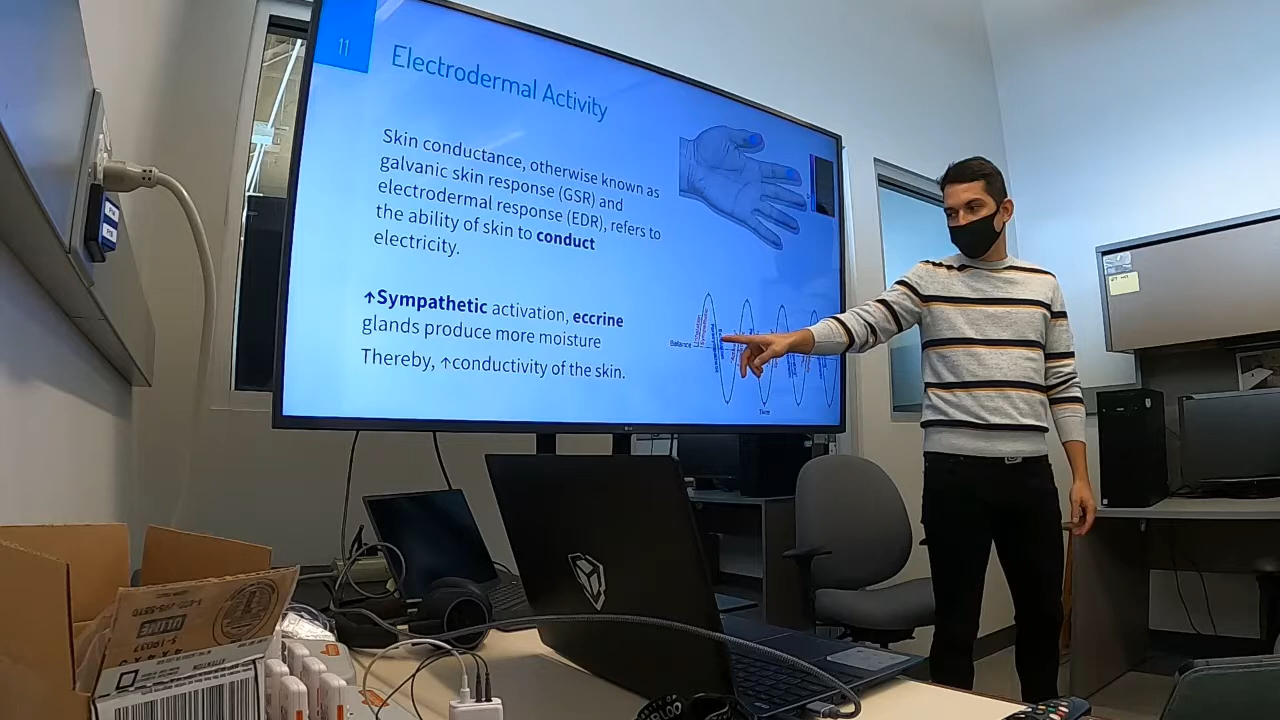 11
Electrodermal Activity
Skin conductance, otherwise known as
galvanic skin response (GSR) and
electrodermal response (EDR), refers to
the ability of skin to conduct
electricity.
↑Sympathetic activation, eccrine
glands produce more moisture
Thereby, ↑conductivity of the skin.
Balance
Time
LG
ULINE
ATTENTION